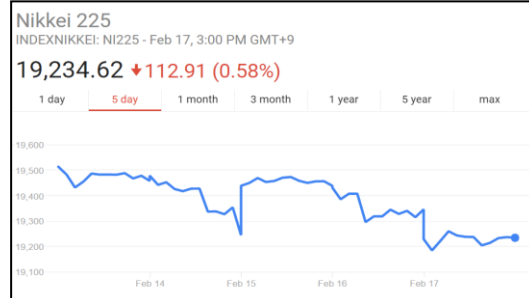 Nikkei 225
INDEXNIKKEI: NI225 - Feb 17, 3:00 PM GMT+9
19,234.62 112.91 (0.58%)
1 day 5 day 1 month 3 month 1 year 5 year max
19,600
19,500
19,400
19,300
19,200
19,100
Feb 14 Feb 15 Feb 16 Feb 17